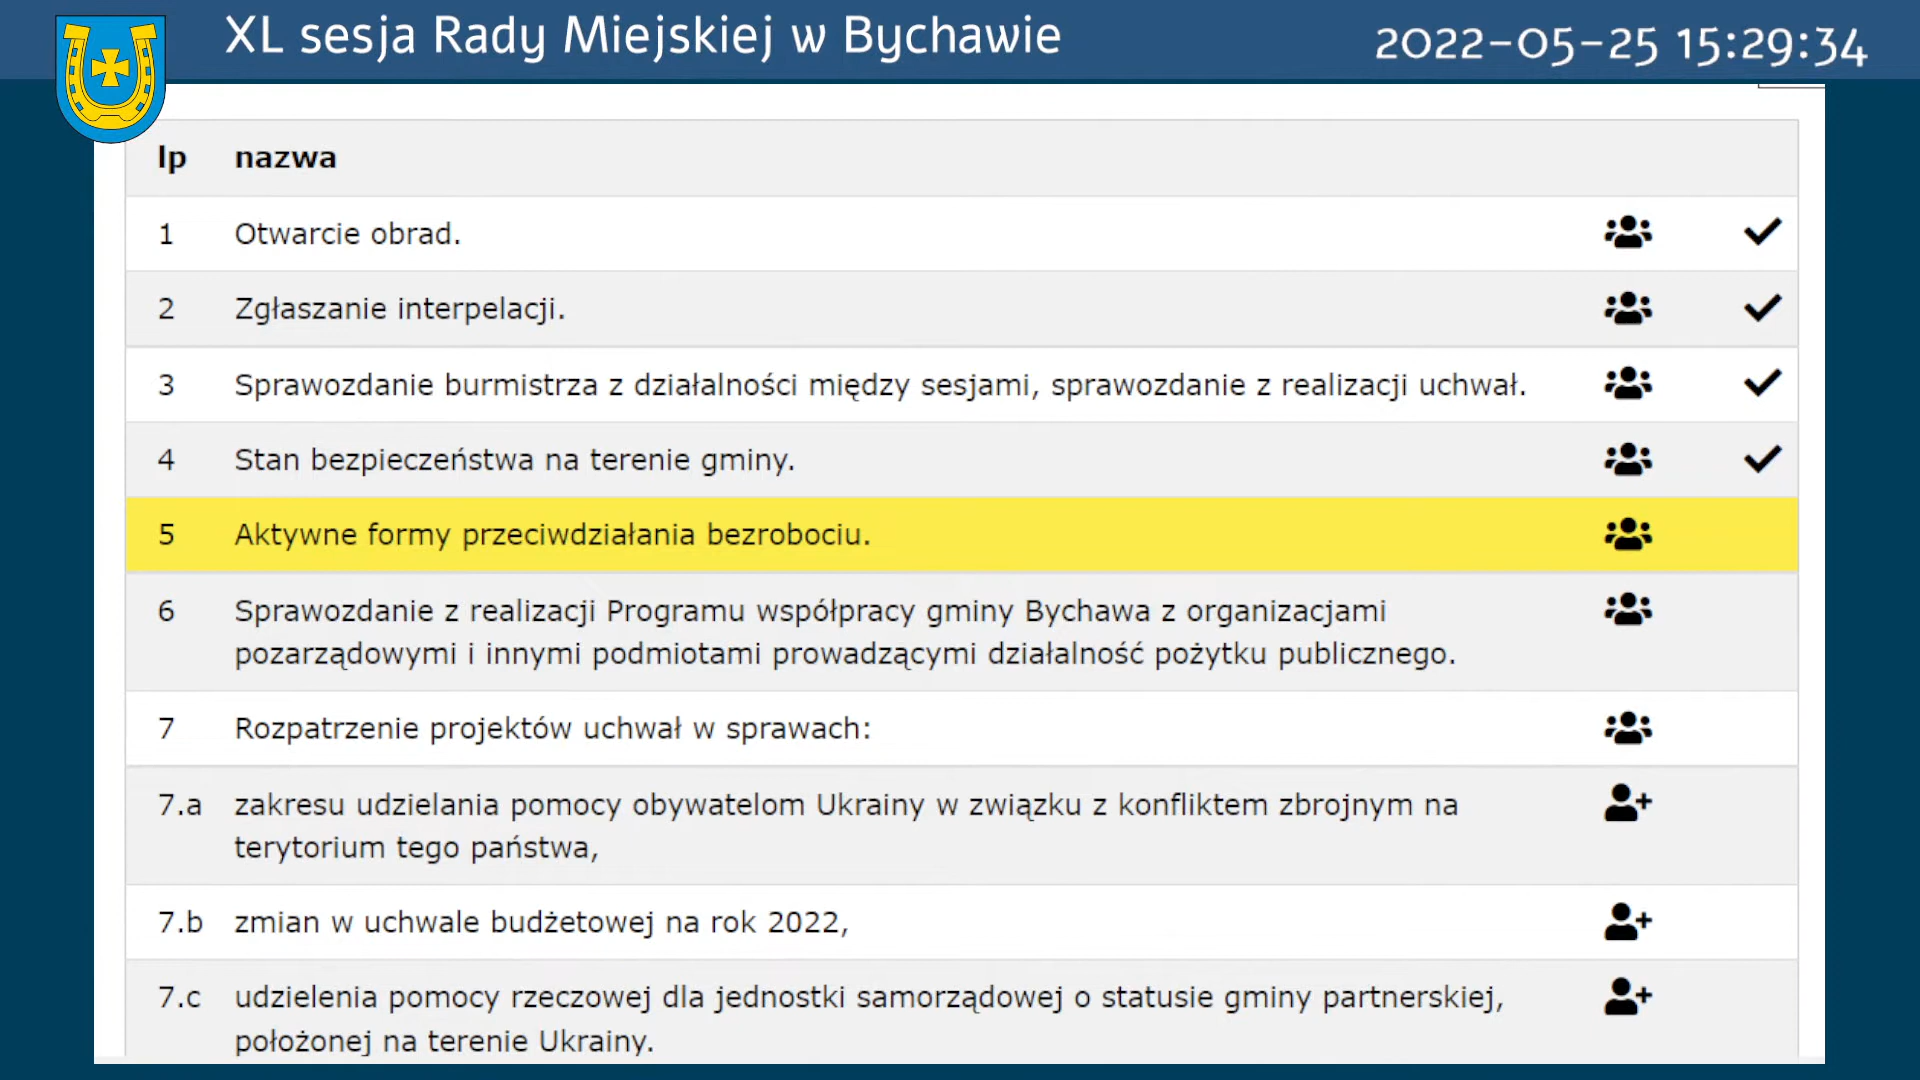 XL sesja Rady Miejskiej w Bychawie
2022-05-25 15:29:34
lp nazwa
1 Otwarcie obrad.
2 Zgłaszanie interpelacji.
3 Sprawozdanie burmistrza z działalności między sesjami, sprawozdanie z realizacji uchwał.
4 Stan bezpieczeństwa na terenie gminy.
5 Aktywne formy przeciwdziałania bezrobociu.
6 Sprawozdanie z realizacji Programu współpracy gminy Bychawa z organizacjami
pozarządowymi i innymi podmiotami prowadzącymi działalność pożytku publicznego.
7 Rozpatrzenie projektów uchwał w sprawach:
7.a zakresu udzielania pomocy obywatelom Ukrainy w związku z konfliktem zbrojnym na
terytorium tego państwa,
7.b zmian w uchwale budżetowej na rok 2022,
7.c udzielenia pomocy rzeczowej dla jednostki samorządowej o statusie gminy partnerskiej,
położonej na terenie Ukrainy.